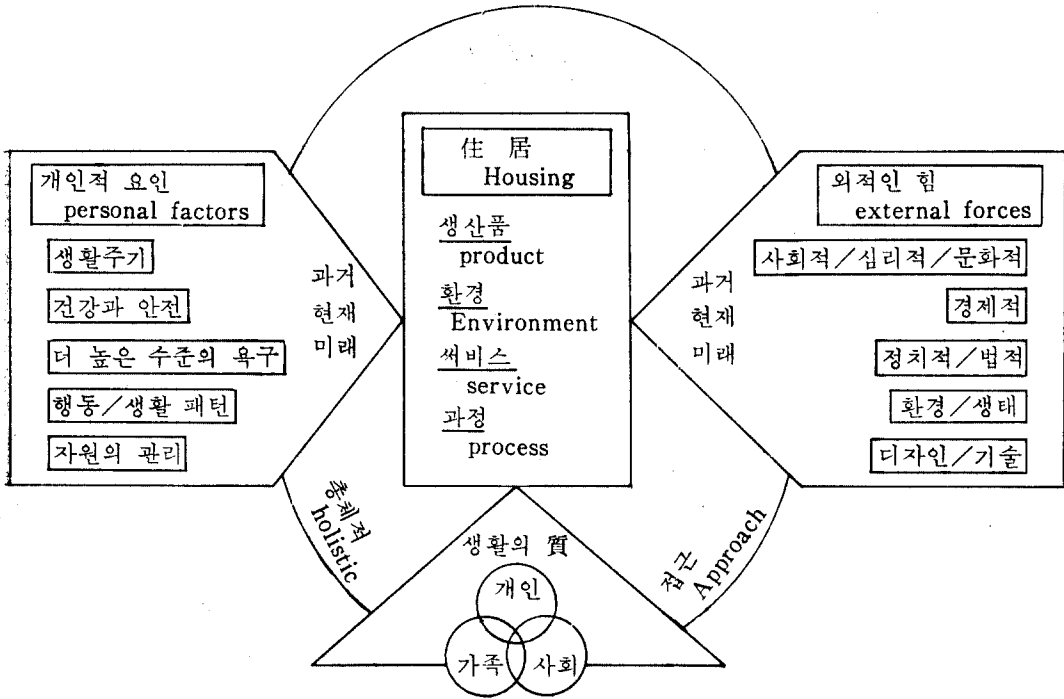 개인적 요인
personal factors
생활주기
건강과 안전
더 높은 수준의 욕구
행동/생활 패턴
자원의 관리
과거
현재
미래
住 居
Housing
생산품
product
환경
Environment
써비스
service
과정
process
과거
현재
미래
외적인 힘
external forces
사회적/심리적/문화적
경제적
정치적/법적
환경/생태
디자인/기술
총체적
holistic
생활의 質
개인
가족
사회
접근
Approach